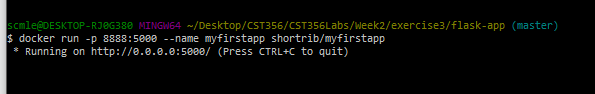 scmle@DESKTOP-RJ0G380 MINGW64 ~/Desktop/CST356/CST356Labs/Week2/exercise3/flask-app (master)
$ docker run -p 8888:5000 --name myfirstapp shortrib/myfirstapp
 * Running on http://0.0.0.0:5000/ (Press CTRL+C to quit)